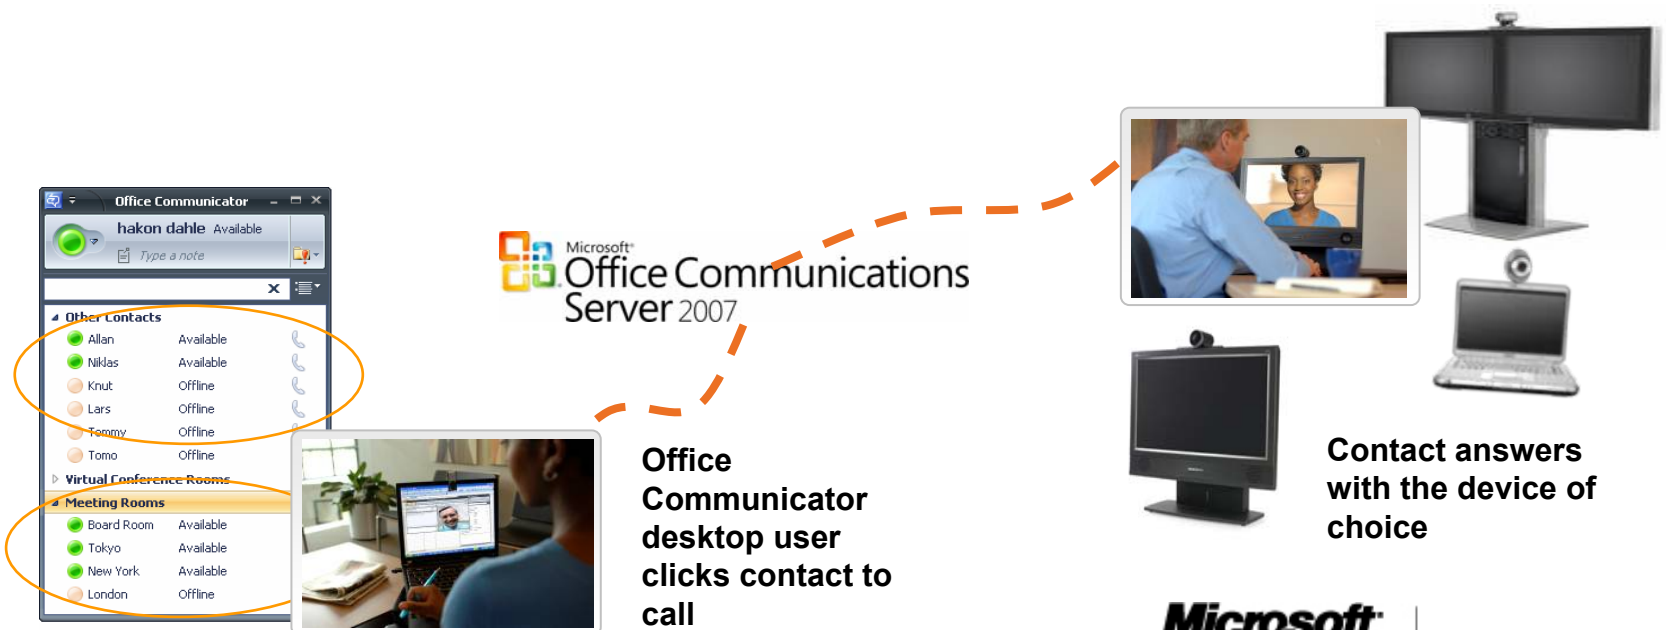 Office Communicator
hakon dahle Available
Type a note
Other Contacts
Allan Available
Niklas Available
Knut Offline
Lars Offline
Tommy Offline
Tomo Offline
Virtual Conference Rooms
Meeting Rooms
Board Room Available
Tokyo Available
New York Available
London Offline
Microsoft®
Office Communications
Server 2007
Office
Communicator
desktop user
clicks contact to
call
Contact answers
with the device of
choice
Microsoft